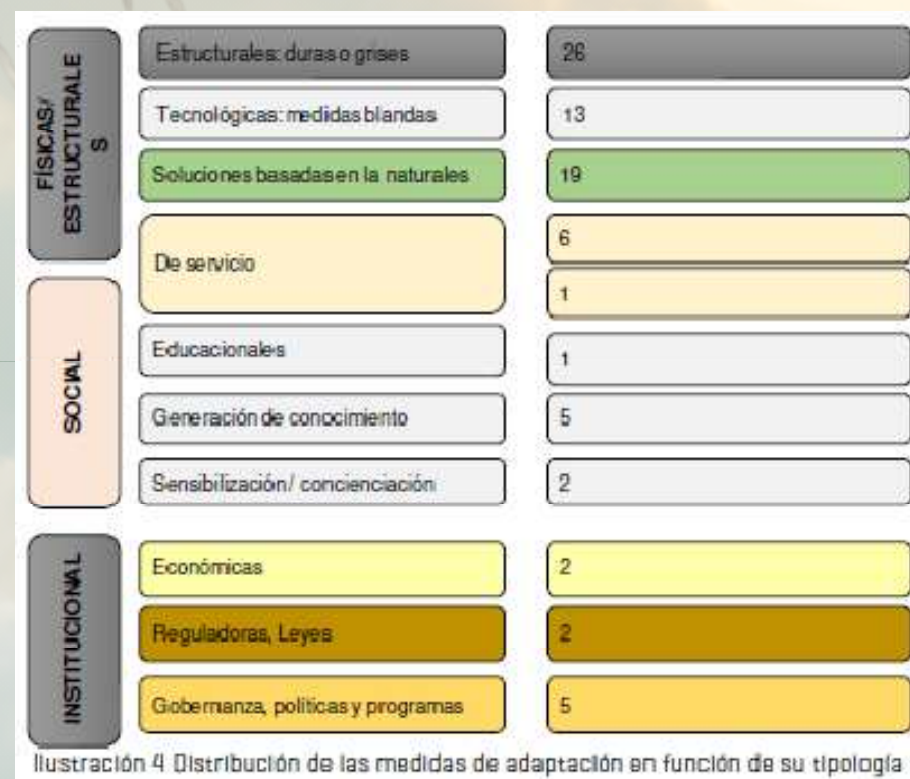 FÍSICAS/
ESTRUCTURALE
S
Estructurales: duras o grises
26
Tecnológicas: medidas blandas
13
Soluciones basadas en la naturales
19
De servicio
6
1
SOCIAL
Educacionales
1
Generación de conocimiento
5
Sensibilización/ concienciación
2
INSTITUCIONAL
Económicas
2
Reguladoras, Leyes
2
Gobernanza, políticas y programas
5
Ilustración 4 Distribución de las medidas de adaptación en función de su tipología